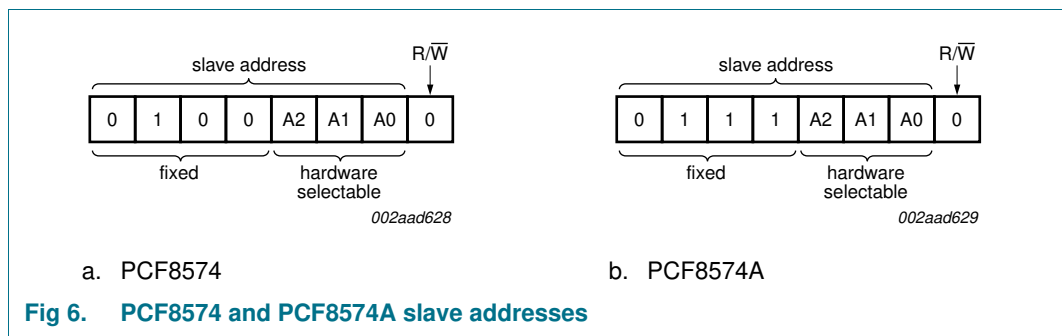 R/W
slave address
0 1 0 0 A2 A1 A0 0
fixed
hardware
selectable
002aad628
a. PCF8574
R/W
slave address
0 1 1 1 A2 A1 A0 0
fixed
hardware
selectable
002aad629
b. PCF8574A
Fig 6. PCF8574 and PCF8574A slave addresses